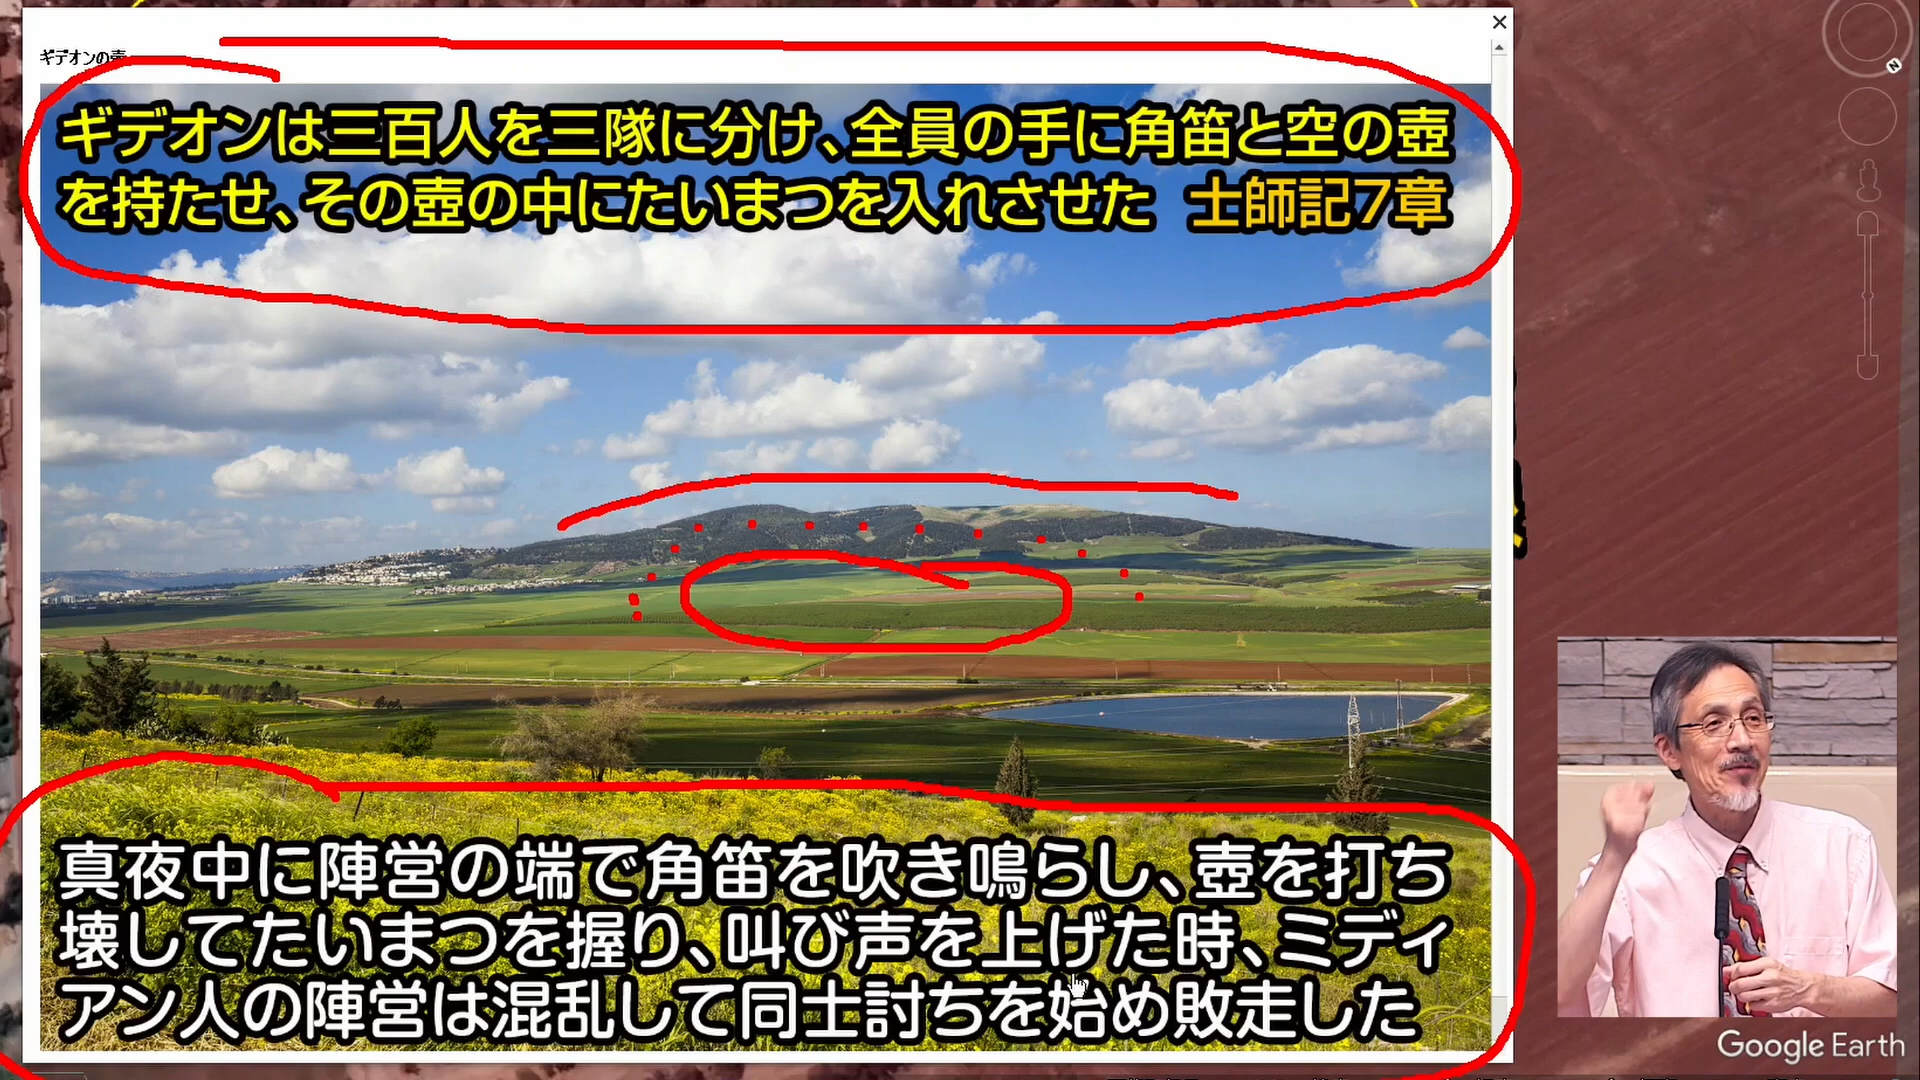 ギデオンの壺
ギデオンは三百人を三隊に分け、全員の手に角笛と空の壺
を持たせ、その壺の中にたいまつを入れさせた 士師記7章
真夜中に陣営の端で角笛を吹き鳴らし、壺を打ち
壊してたいまつを握り、叫び声を上げた時、ミディ
アン人の陣営は混乱して同士討ちを始め敗走した
N
Google Earth